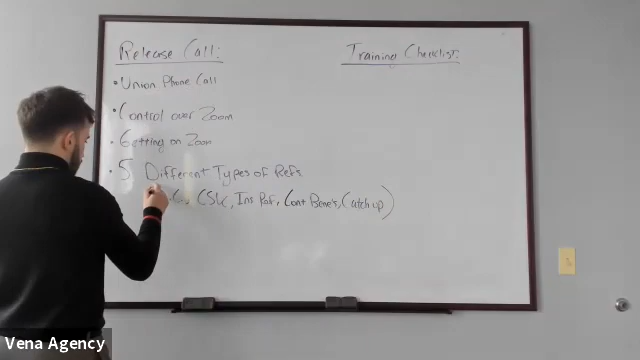 Release Call:
Training Checklist:
• Union Phone Call
• Control over Zoom
• Getting on Zoom
• 5 Different Types of Refs
CSK, Ins Ref, Cont Bene's, (Catch up)
Vena Agency